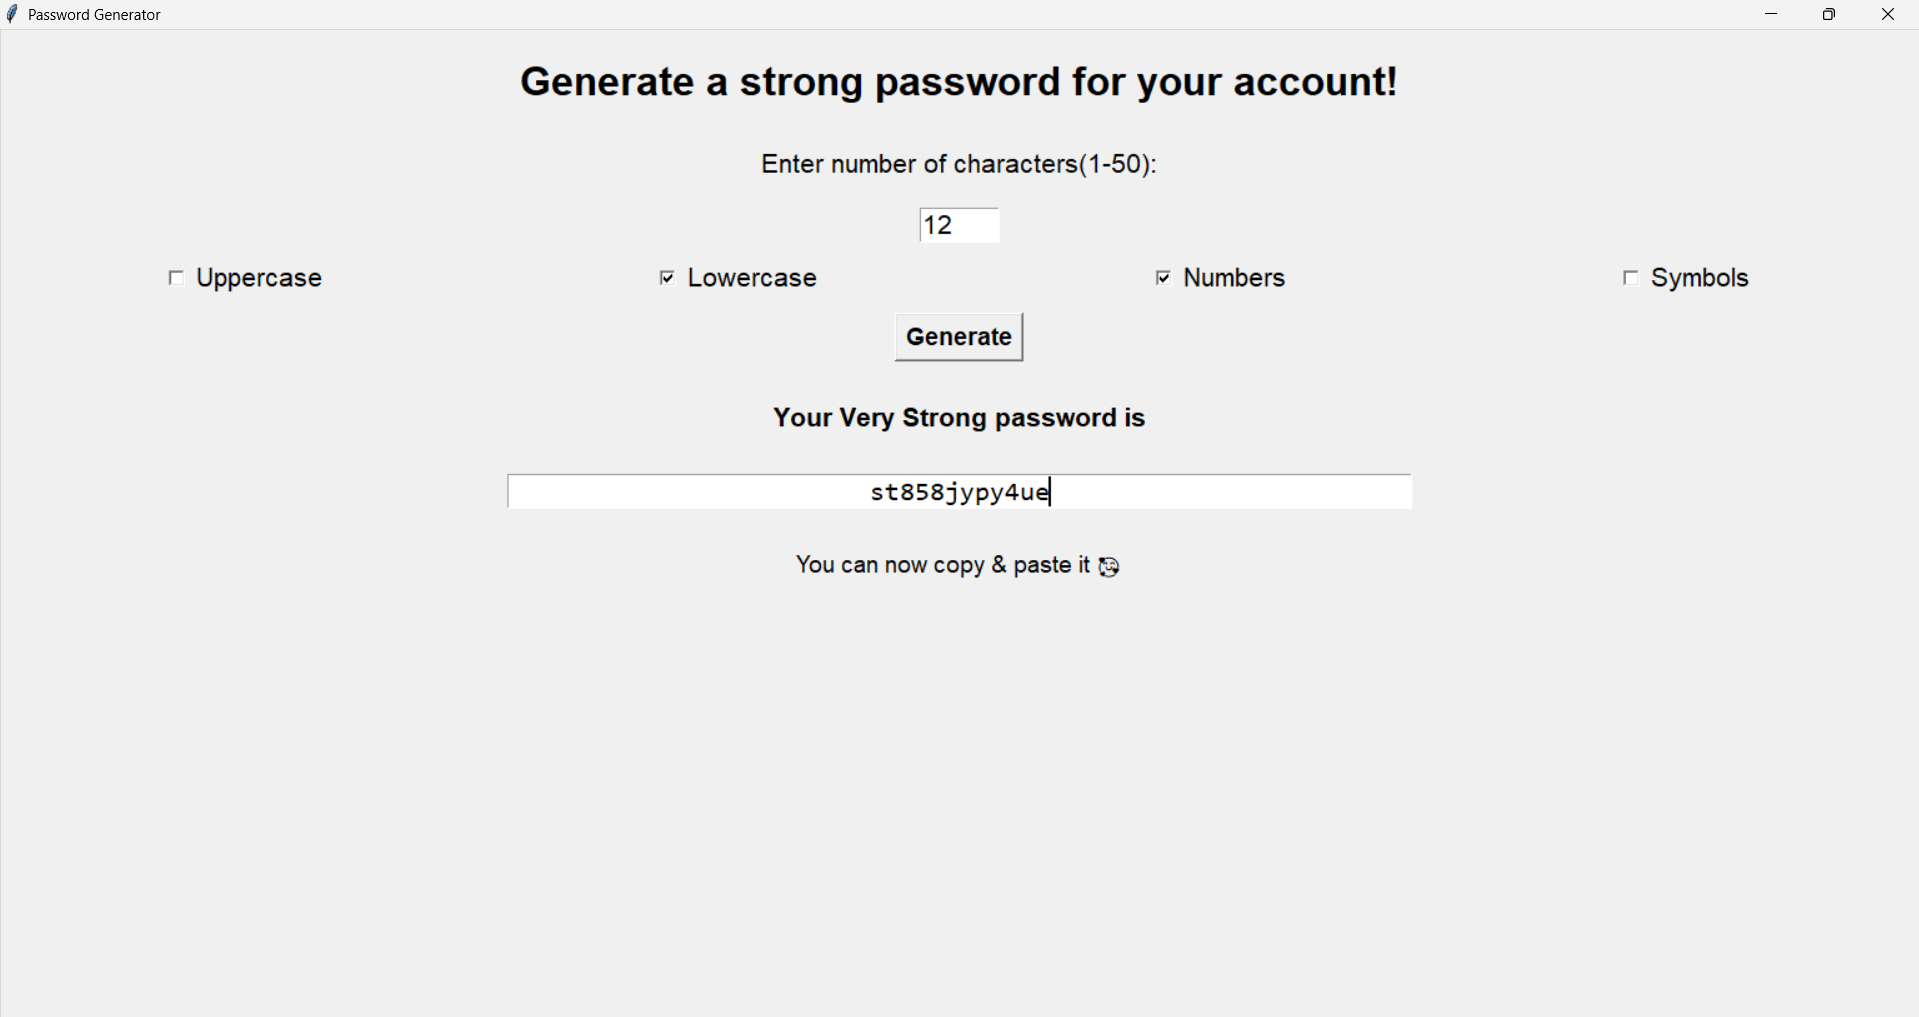 Password Generator
Generate a strong password for your account!
Enter number of characters(1-50):
12
Uppercase Lowercase Numbers Symbols
Generate
Your Very Strong password is
st858jypy4ue
You can now copy & paste it 🥰